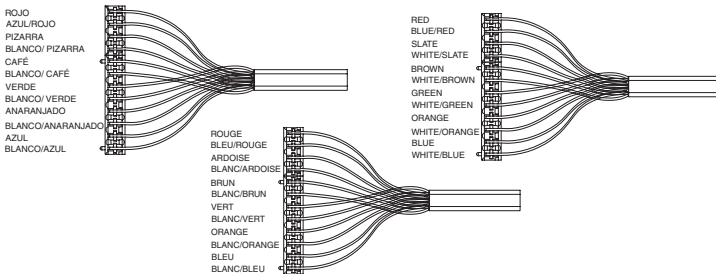 ROJO
AZUL/ROJO
PIZARRA
BLANCO/ PIZARRA
CAFÉ
BLANCO/ CAFÉ
VERDE
BLANCO/ VERDE
ANARANJADO
BLANCO/ANARANJADO
AZUL
BLANCO/AZUL
RED
BLUE/RED
SLATE
WHITE/SLATE
BROWN
WHITE/BROWN
GREEN
WHITE/GREEN
ORANGE
WHITE/ORANGE
BLUE
WHITE/BLUE
ROUGE
BLEU/ROUGE
ARDOISE
BLANC/ARDOISE
BRUN
BLANC/BRUN
VERT
BLANC/VERT
ORANGE
BLANC/ORANGE
BLEU
BLANC/BLEU